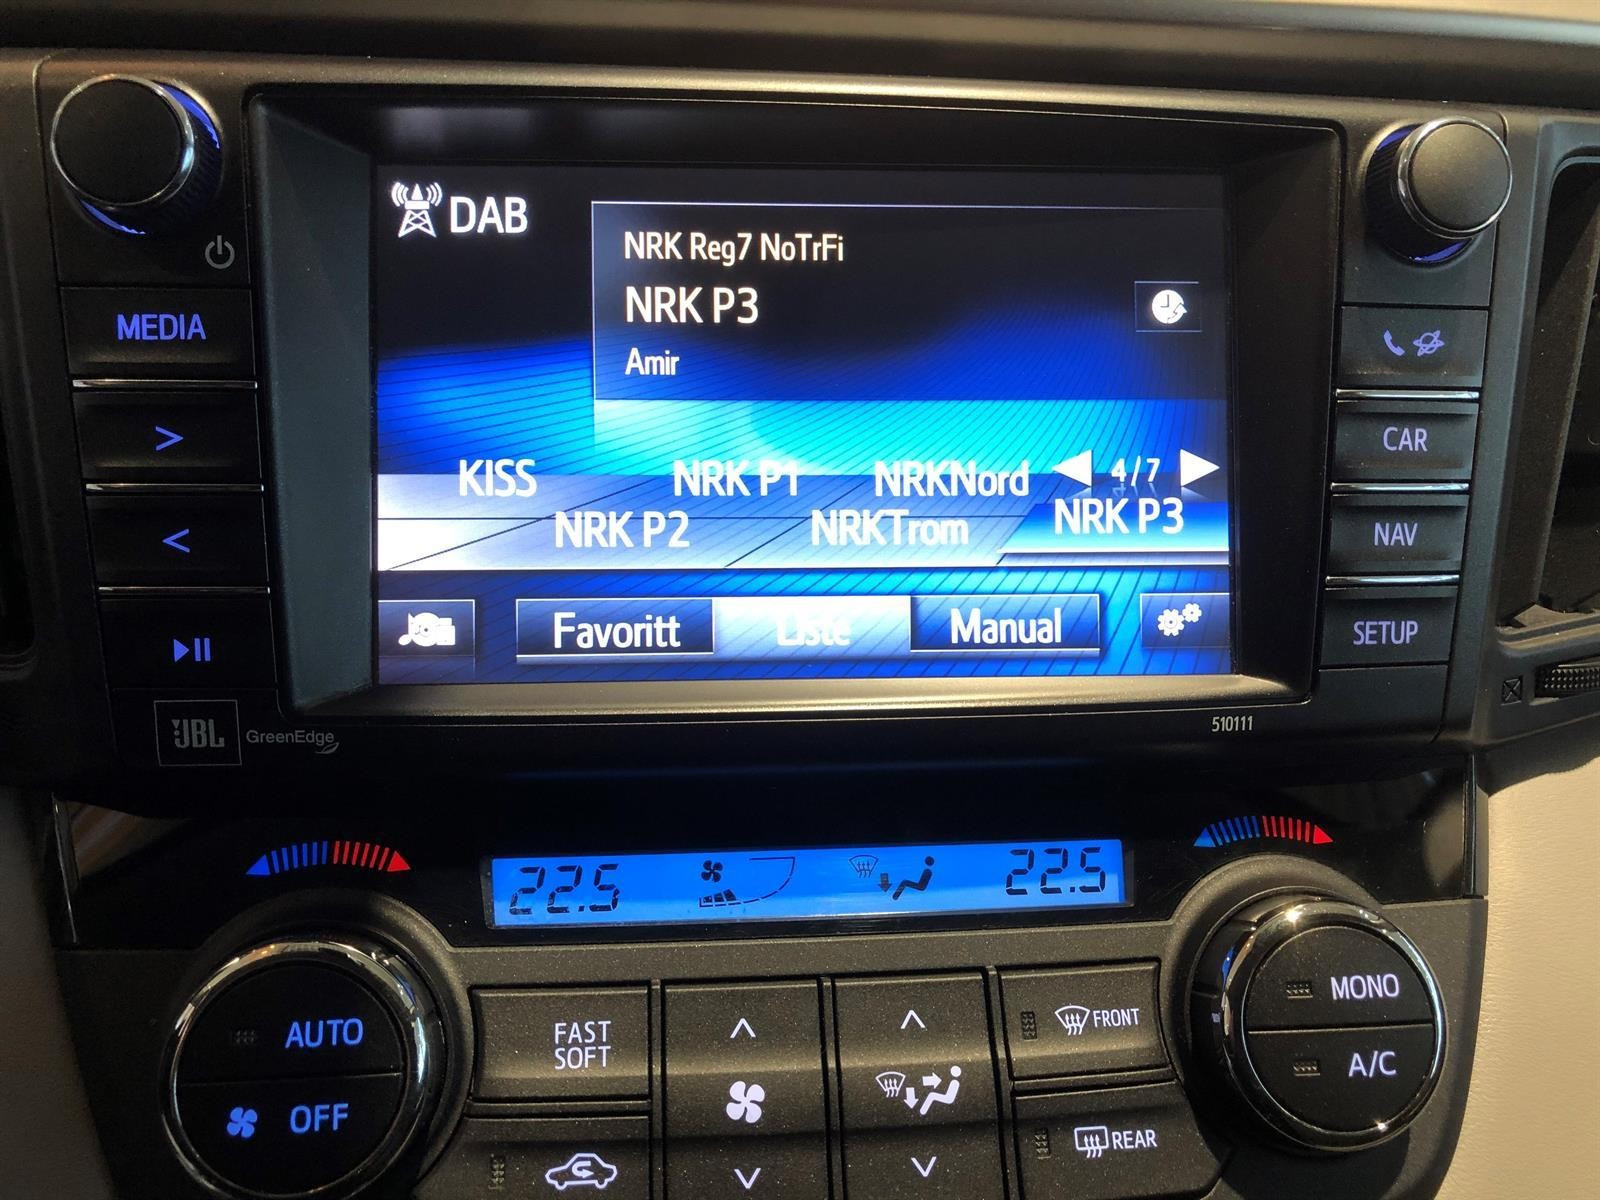 DAB
NRK Reg7 NoTrFi
NRK P3
Amir
KISS NRK P1 NRKNord 4/7
NRK P2 NRKTrom NRK P3
Favoritt Liste Manual
MEDIA
>
<
JBL GreenEdge
CAR
NAV
SETUP
510111
22.5 22.5
AUTO
OFF
FAST
SOFT
FRONT
REAR
MONO
A/C